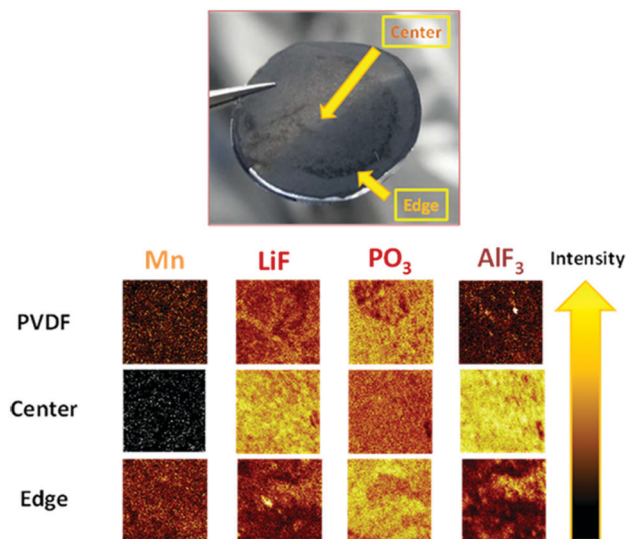 Center
Edge
Mn LiF PO₃ AlF₃ Intensity
PVDF
Center
Edge